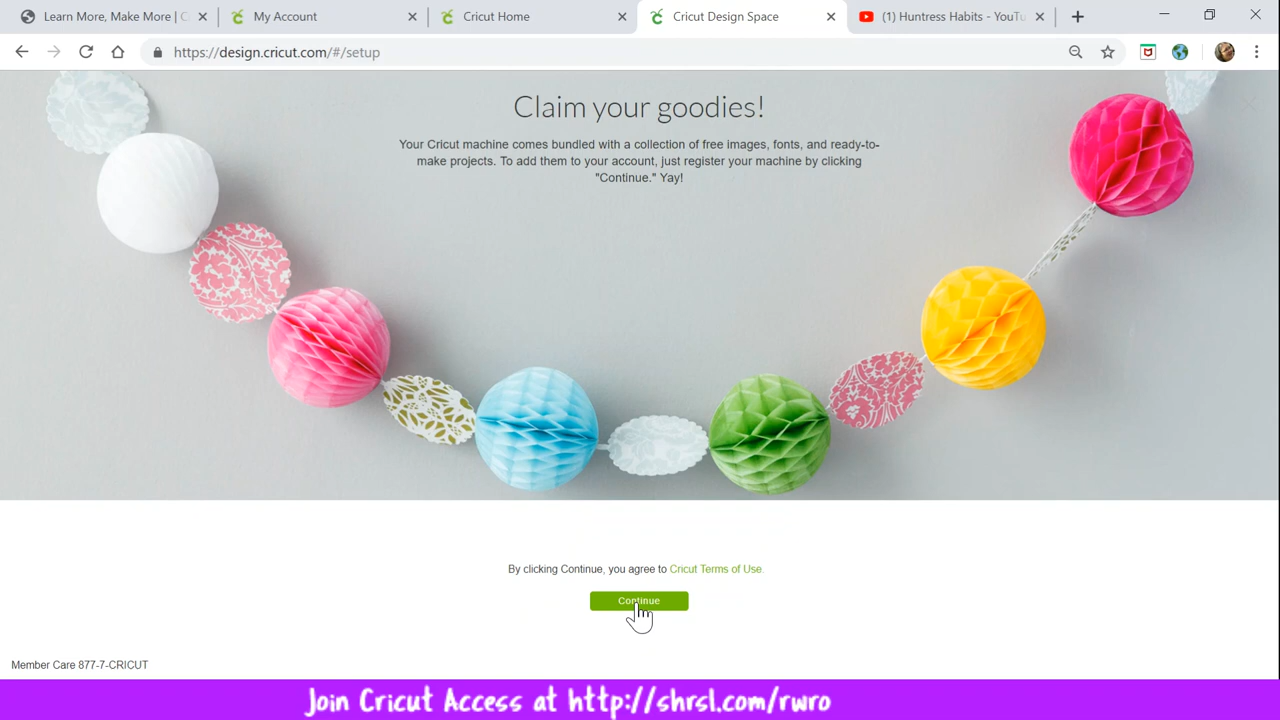 Learn More, Make More | C
My Account
Cricut Home
Cricut Design Space
(1) Huntress Habits - YouTu
https://design.cricut.com/#/setup
Claim your goodies!
Your Cricut machine comes bundled with a collection of free images, fonts, and ready-to-
make projects. To add them to your account, just register your machine by clicking
"Continue." Yay!
By clicking Continue, you agree to Cricut Terms of Use.
Continue
Member Care 877-7-CRICUT
Join Cricut Access at http://shrsl.com/rwro